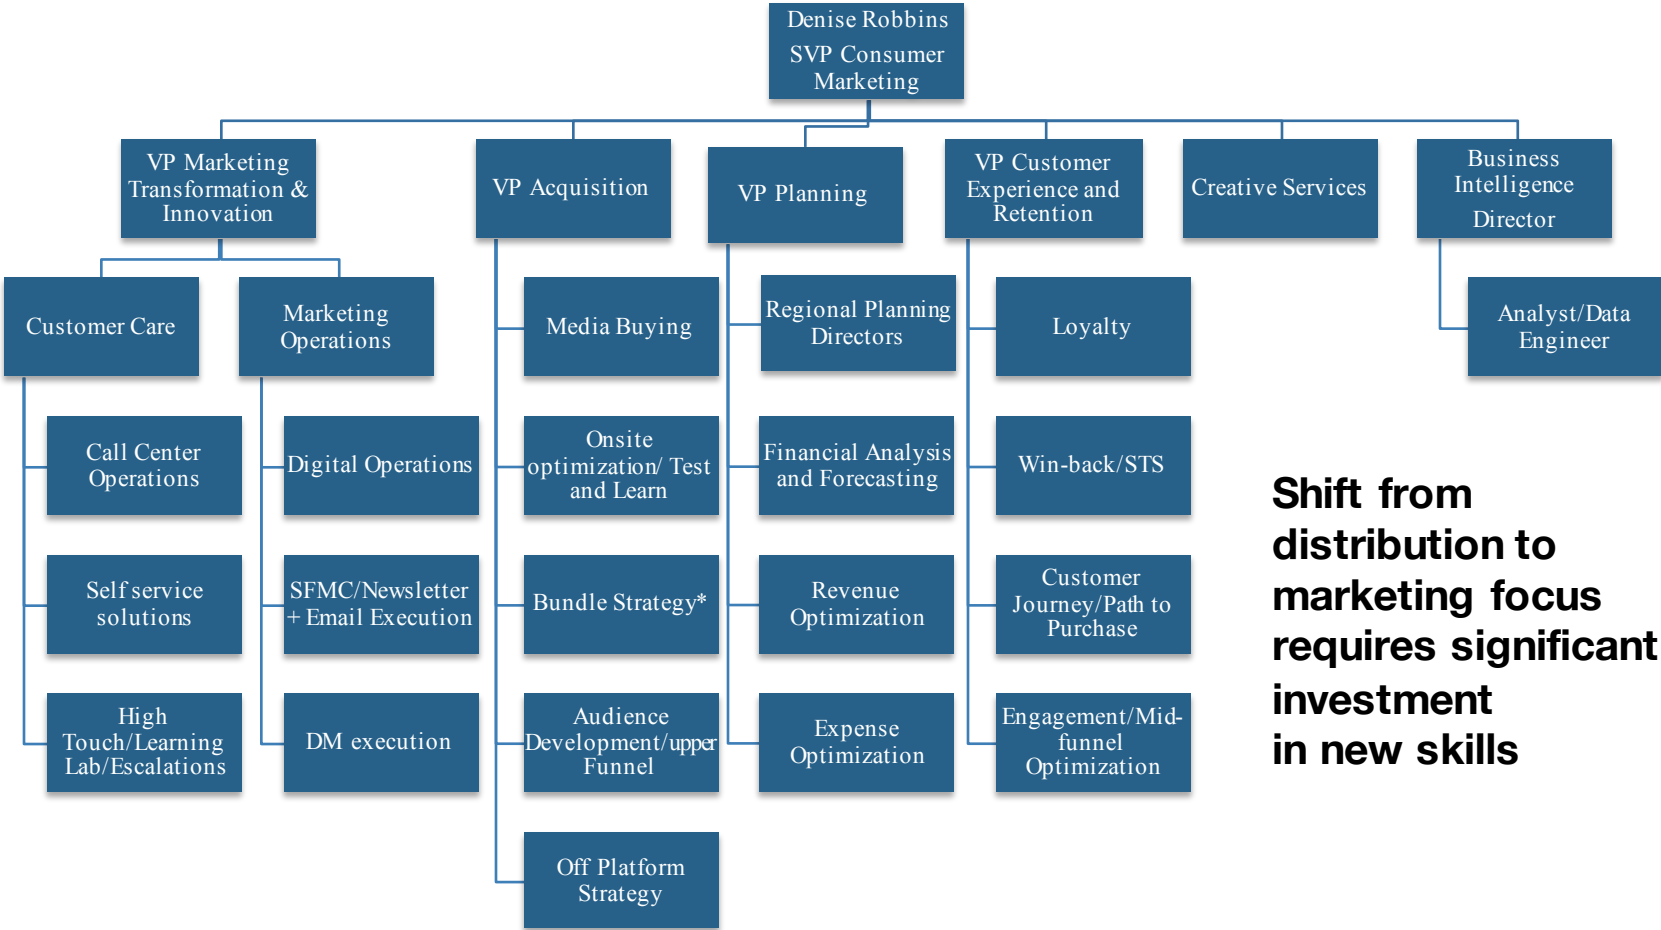 Denise Robbins
SVP Consumer
Marketing
VP Marketing
Transformation &
Innovation
VP Acquisition
VP Planning
VP Customer
Experience and
Retention
Creative Services
Business
Intelligence
Director
Customer Care
Marketing
Operations
Media Buying
Regional Planning
Directors
Loyalty
Analyst/Data
Engineer
Call Center
Operations
Digital Operations
Onsite
optimization/ Test
and Learn
Financial Analysis
and Forecasting
Win-back/STS
Self service
solutions
SFMC/Newsletter
+ Email Execution
Bundle Strategy*
Revenue
Optimization
Customer
Journey/Path to
Purchase
High
Touch/Learning
Lab/Escalations
DM execution
Audience
Development/upper
Funnel
Expense
Optimization
Engagement/Mid-
funnel
Optimization
Off Platform
Strategy
Shift from
distribution to
marketing focus
requires significant
investment
in new skills